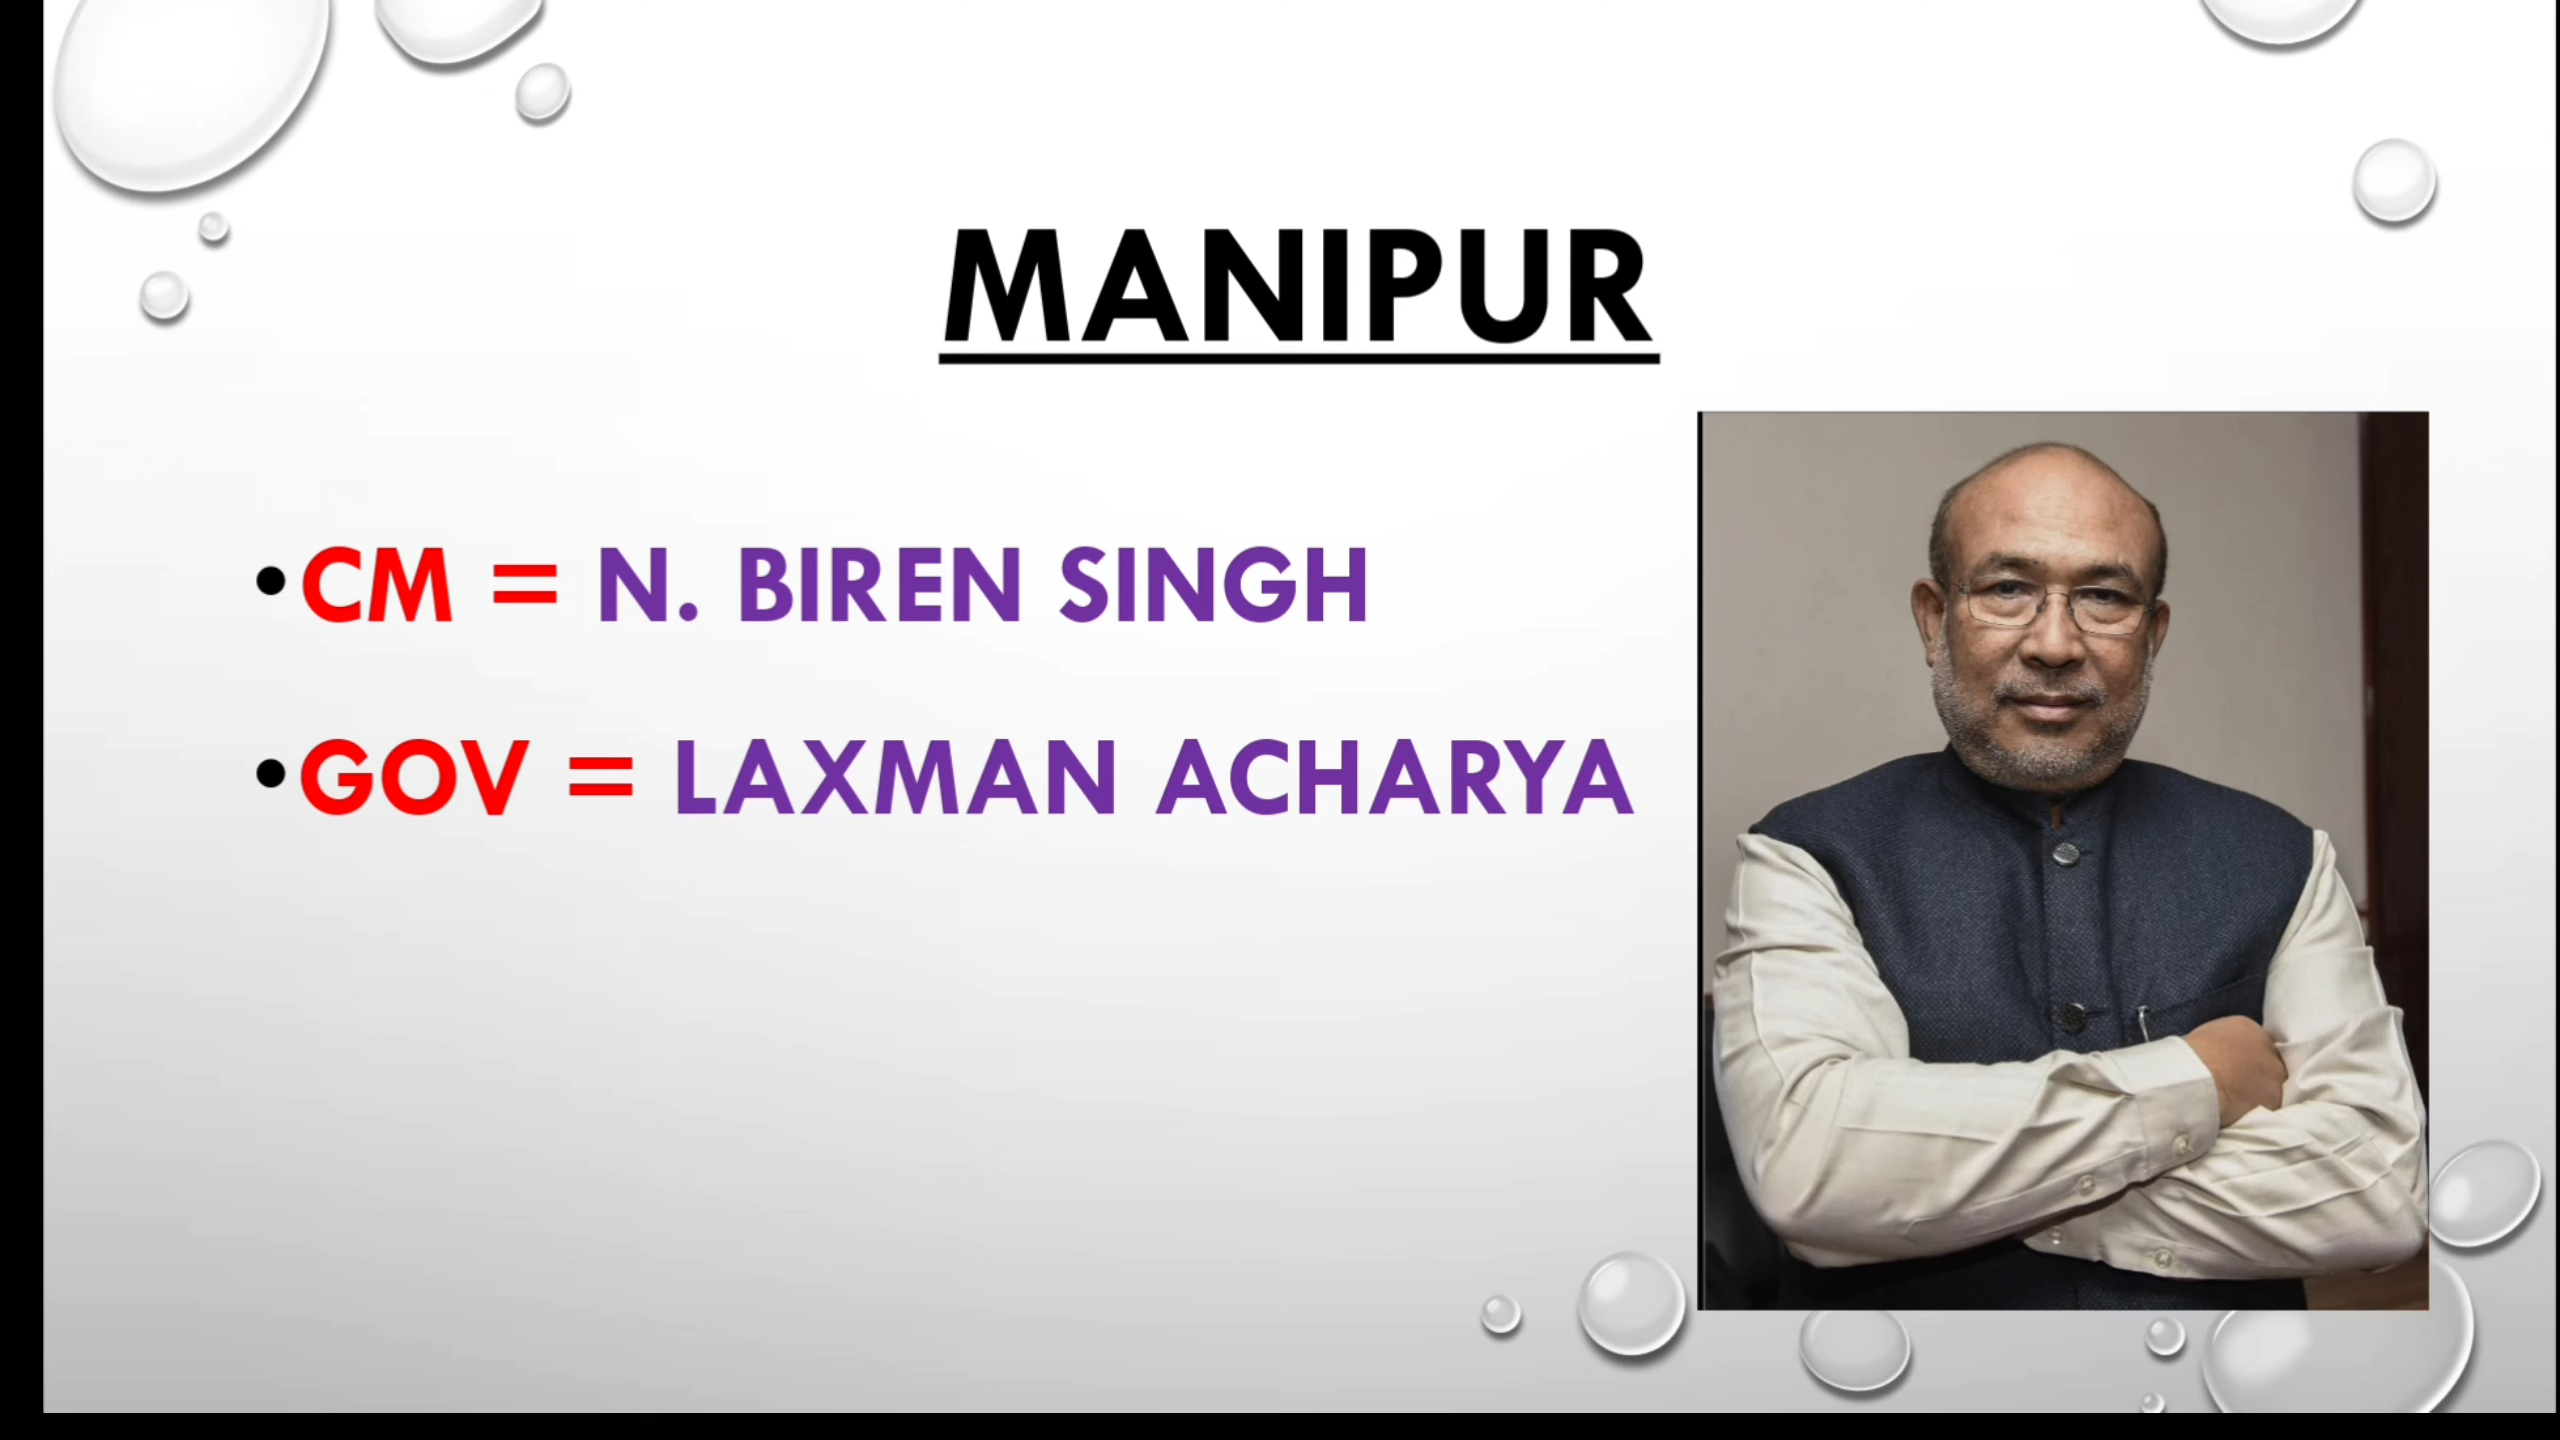 MANIPUR
•CM = N. BIREN SINGH
•GOV = LAXMAN ACHARYA